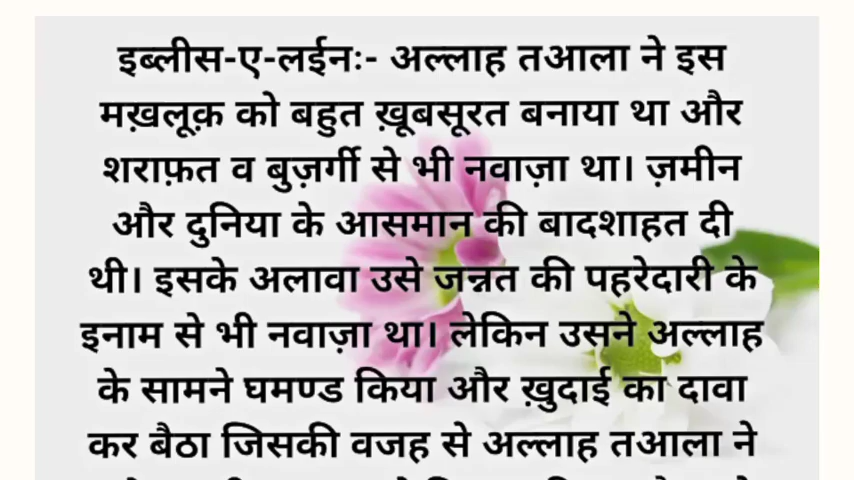 इब्लीस-ए-लईनः- अल्लाह तआला ने इस
मख़लूक़ को बहुत ख़ूबसूरत बनाया था और
शराफ़त व बुज़र्गी से भी नवाज़ा था। ज़मीन
और दुनिया के आसमान की बादशाहत दी
थी। इसके अलावा उसे जन्नत की पहरेदारी के
इनाम से भी नवाज़ा था। लेकिन उसने अल्लाह
के सामने घमण्ड किया और ख़ुदाई का दावा
कर बैठा जिसकी वजह से अल्लाह तआला ने